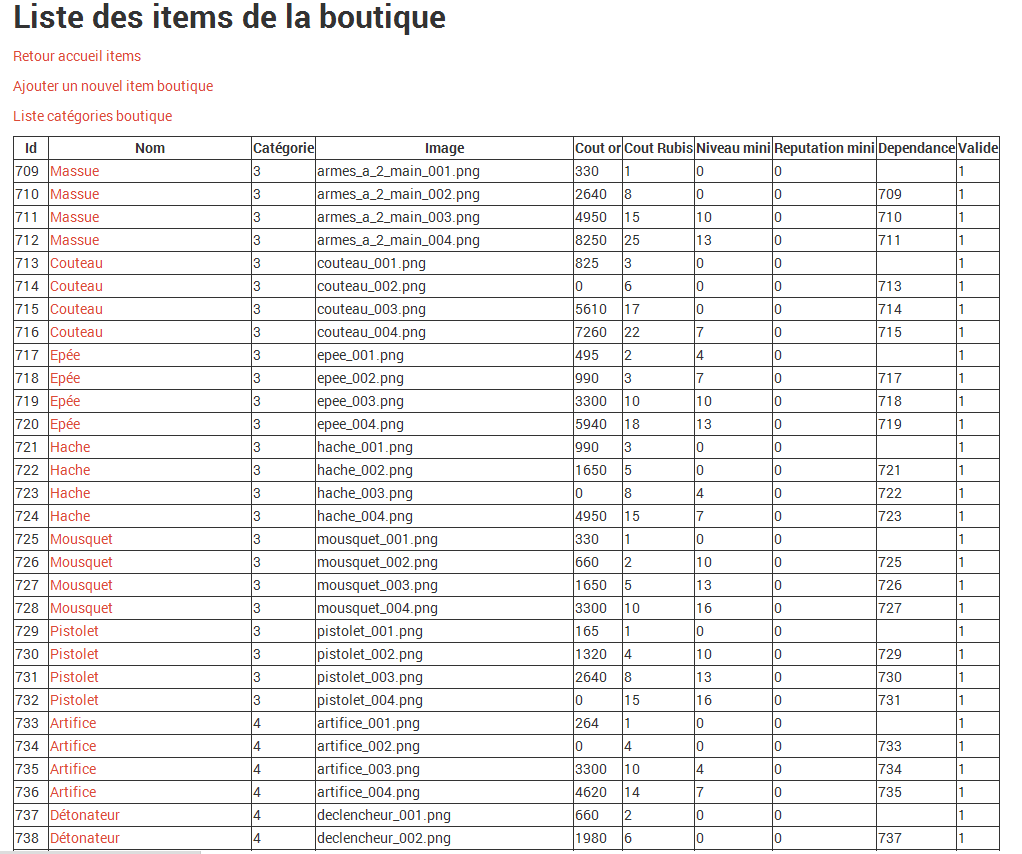 Liste des items de la boutique
Retour accueil items
Ajouter un nouvel item boutique
Liste catégories boutique
Id Nom Catégorie Image Cout or Cout Rubis Niveau mini Reputation mini Dependance Valide
709 Massue 3 armes_a_2_main_001.png 330 1 0 0 1
710 Massue 3 armes_a_2_main_002.png 2640 8 0 0 709 1
711 Massue 3 armes_a_2_main_003.png 4950 15 10 0 710 1
712 Massue 3 armes_a_2_main_004.png 8250 25 13 0 711 1
713 Couteau 3 couteau_001.png 825 3 0 0 1
714 Couteau 3 couteau_002.png 0 6 0 0 713 1
715 Couteau 3 couteau_003.png 5610 17 0 0 714 1
716 Couteau 3 couteau_004.png 7260 22 7 0 715 1
717 Epée 3 epee_001.png 495 2 4 0 1
718 Epée 3 epee_002.png 990 3 7 0 717 1
719 Epée 3 epee_003.png 3300 10 10 0 718 1
720 Epée 3 epee_004.png 5940 18 13 0 719 1
721 Hache 3 hache_001.png 990 3 0 0 1
722 Hache 3 hache_002.png 1650 5 0 0 721 1
723 Hache 3 hache_003.png 0 8 4 0 722 1
724 Hache 3 hache_004.png 4950 15 7 0 723 1
725 Mousquet 3 mousquet_001.png 330 1 0 0 1
726 Mousquet 3 mousquet_002.png 660 2 10 0 725 1
727 Mousquet 3 mousquet_003.png 1650 5 13 0 726 1
728 Mousquet 3 mousquet_004.png 3300 10 16 0 727 1
729 Pistolet 3 pistolet_001.png 165 1 0 0 1
730 Pistolet 3 pistolet_002.png 1320 4 10 0 729 1
731 Pistolet 3 pistolet_003.png 2640 8 13 0 730 1
732 Pistolet 3 pistolet_004.png 0 15 16 0 731 1
733 Artifice 4 artifice_001.png 264 1 0 0 1
734 Artifice 4 artifice_002.png 0 4 0 0 733 1
735 Artifice 4 artifice_003.png 3300 10 4 0 734 1
736 Artifice 4 artifice_004.png 4620 14 7 0 735 1
737 Détonateur 4 declencheur_001.png 660 2 0 0 1
738 Détonateur 4 declencheur_002.png 1980 6 0 0 737 1